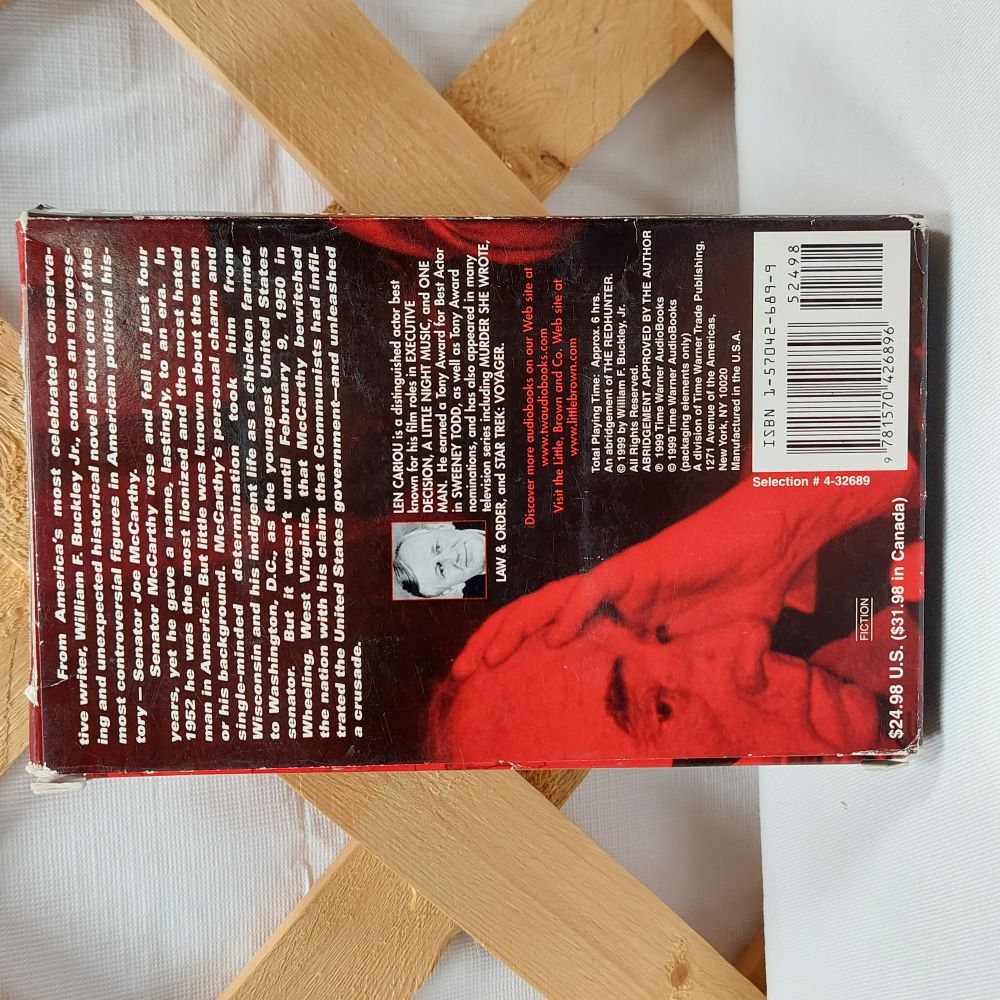 From America's most celebrated conserva-
tive writer, William F. Buckley Jr., comes an engross-
ing and unexpected historical novel about one of the
most controversial figures in American political his-
tory – Senator Joe McCarthy.
Senator McCarthy rose and fell in just four
years, yet he gave a name, lastingly, to an era. In
1952 he was the most lionized and the most hated
man in America. But little was known about the man
or his background. McCarthy's personal charm and
single-minded determination took him from
Wisconsin and his indigent life as a chicken farmer
to Washington, D.C., as the youngest United States
senator. But it wasn't until February 9, 1950 in
Wheeling, West Virginia, that McCarthy bewitched
the nation with his claim that Communists had infil-
trated the United States government—and unleashed
a crusade.
LEN CARIOU is a distinguished actor best
known for his film roles in EXECUTIVE
DECISION, A LITTLE NIGHT MUSIC, and ONE
MAN. He earned a Tony Award for Best Actor
in SWEENEY TODD, as well as Tony Award
nominations, and has also appeared in many
television series including MURDER SHE WROTE,
LAW & ORDER, and STAR TREK: VOYAGER.
Discover more audiobooks on our Web site at
www.twaudiobooks.com
Visit the Little, Brown and Co. Web site at
www.littlebrown.com
Total Playing Time: Approx. 6 hrs.
An abridgement of THE REDHUNTER.
© 1999 by William F. Buckley, Jr.
All Rights Reserved.
ABRIDGEMENT APPROVED BY THE AUTHOR
℗ 1999 Time Warner AudioBooks
© 1999 Time Warner AudioBooks
(packaging elements only)
A division of Time Warner Trade Publishing,
1271 Avenue of the Americas,
New York, NY 10020
Manufactured in the U.S.A.
Selection # 4-32689
ISBN 1-57042-689-9
52498
9 781570 426896
FICTION
$24.98 U.S. ($31.98 in Canada)